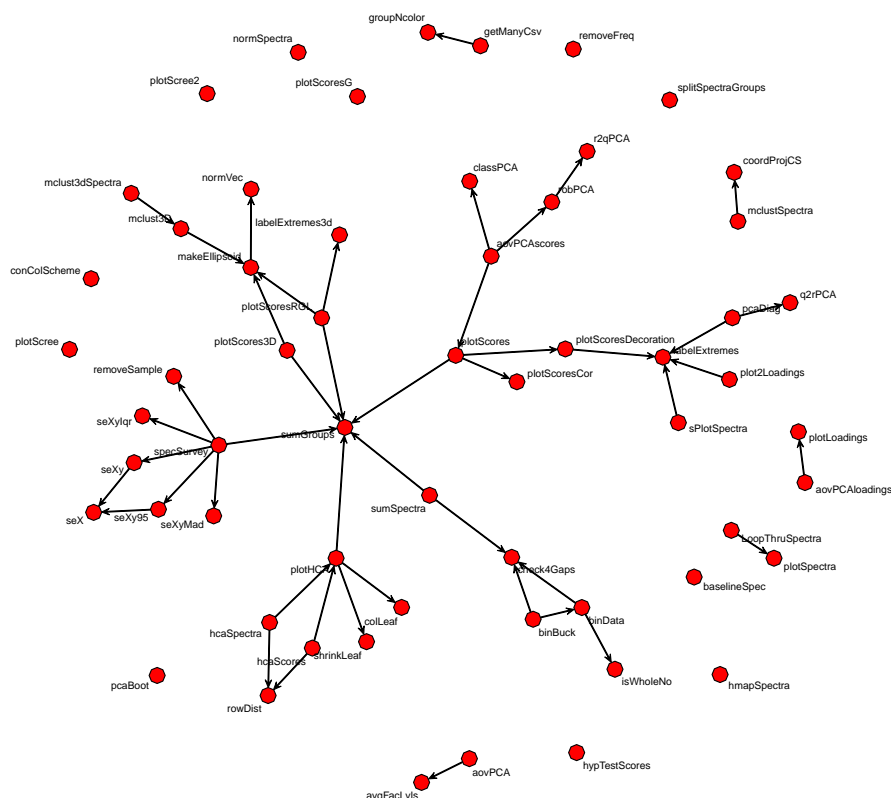 groupNcolor
getManyCsv
normSpectra
removeFreq
plotScree2
plotScoresG
splitSpectraGroups
r2qPCA
classPCA
coordProjCS
mclust3dSpectra
normVec
robPCA
mclust3D
labelExtremes3d
mclustSpectra
aovPCAscores
makeEllipsoid
conColScheme
q2rPCA
plotScoresRGL
pcaDiag
plotScree
plotScores3D
plotScores
plotScoresDecoration
labelExtremes
removeSample
plotScoresCor
plot2Loadings
seXyIqr
sPlotSpectra
sumGroups
plotLoadings
specSurvey
seXy
aovPCAloadings
sumSpectra
seX
seXy95
seXyMad
LoopThruSpectra
plotSpectra
check4Gaps
baselineSpec
colLeaf
binData
hcaSpectra
binBuck
shrinkLeaf
hcaScores
isWholeNo
pcaBoot
hmapSpectra
rowDist
hypTestScores
aovPCA
avgFacLvls